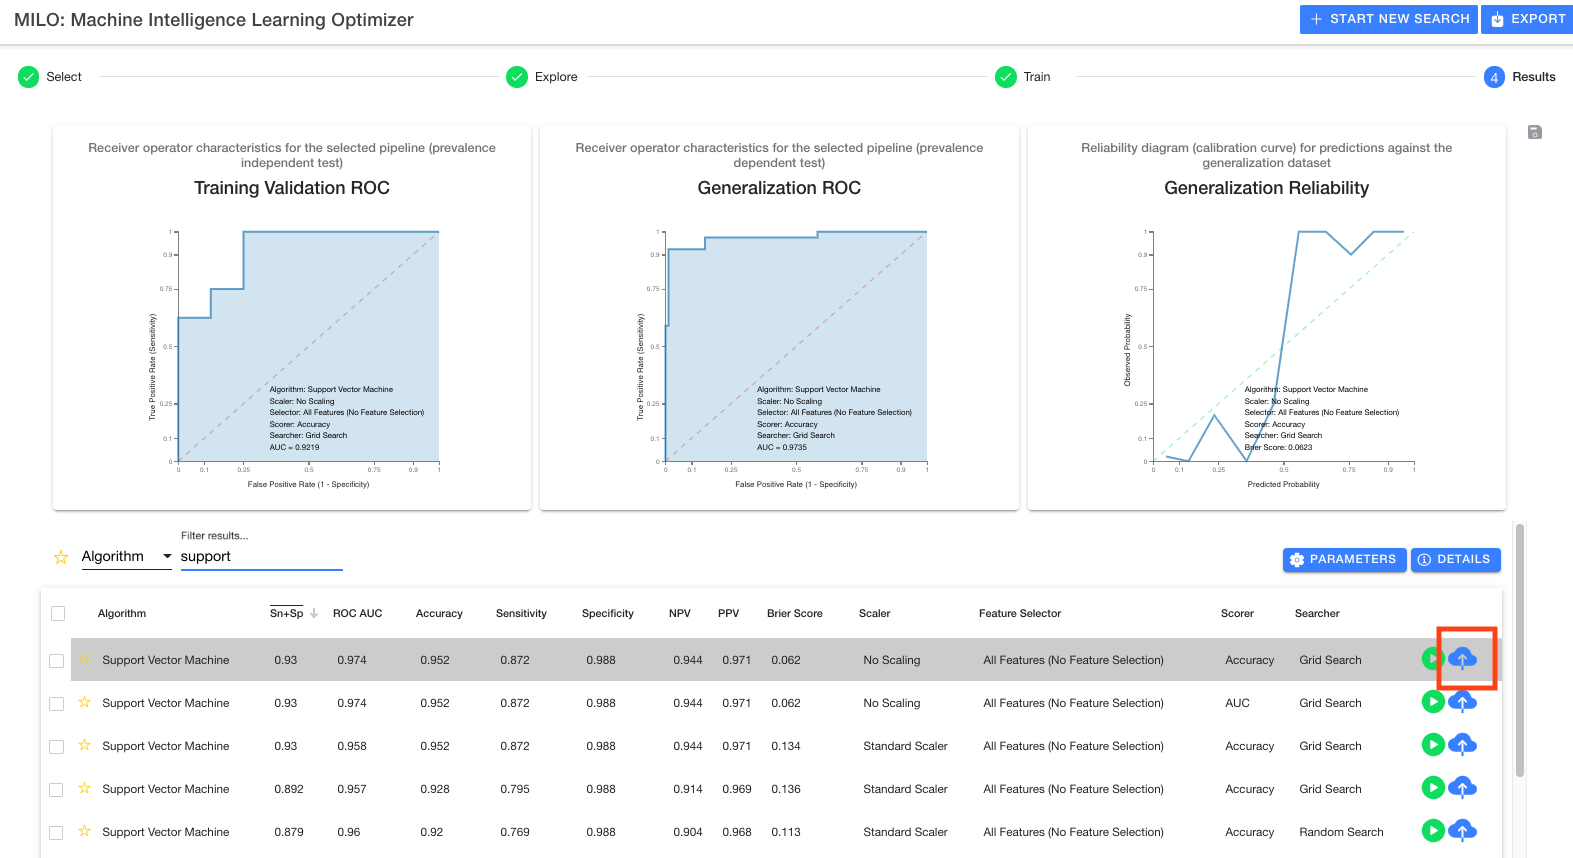 MILO: Machine Intelligence Learning Optimizer
START NEW SEARCH
EXPORT
Select
Explore
Train
4 Results
Receiver operator characteristics for the selected pipeline (prevalence
independent test)
Training Validation ROC
1
0.9
0.75
0.5
0.25
0.1
0
True Positive Rate (Sensitivity)
Algorithm: Support Vector Machine
Scaler: No Scaling
Selector: All Features (No Feature Selection)
Scorer: Accuracy
Searcher: Grid Search
AUC = 0.9219
0 0.1 0.25 0.5 0.75 0.9 1
False Positive Rate (1 - Specificity)
Receiver operator characteristics for the selected pipeline (prevalence
dependent test)
Generalization ROC
1
0.9
0.75
0.5
0.25
0.1
0
True Positive Rate (Sensitivity)
Algorithm: Support Vector Machine
Scaler: No Scaling
Selector: All Features (No Feature Selection)
Scorer: Accuracy
Searcher: Grid Search
AUC = 0.9735
0 0.1 0.25 0.5 0.75 0.9 1
False Positive Rate (1 - Specificity)
Reliability diagram (calibration curve) for predictions against the
generalization dataset
Generalization Reliability
1
0.9
0.75
0.5
0.25
0.1
0
Observed Probability
Algorithm: Support Vector Machine
Scaler: No Scaling
Selector: All Features (No Feature Selection)
Scorer: Accuracy
Searcher: Grid Search
Brier Score: 0.0623
0 0.1 0.25 0.5 0.75 0.9 1
Predicted Probability
Filter results...
Algorithm support
PARAMETERS
DETAILS
Algorithm Sn+Sp ROC AUC Accuracy Sensitivity Specificity NPV PPV Brier Score Scaler Feature Selector Scorer Searcher
Support Vector Machine 0.93 0.974 0.952 0.872 0.988 0.944 0.971 0.062 No Scaling All Features (No Feature Selection) Accuracy Grid Search
Support Vector Machine 0.93 0.974 0.952 0.872 0.988 0.944 0.971 0.062 No Scaling All Features (No Feature Selection) AUC Grid Search
Support Vector Machine 0.93 0.958 0.952 0.872 0.988 0.944 0.971 0.134 Standard Scaler All Features (No Feature Selection) Accuracy Grid Search
Support Vector Machine 0.892 0.957 0.928 0.795 0.988 0.914 0.969 0.136 Standard Scaler All Features (No Feature Selection) Accuracy Grid Search
Support Vector Machine 0.879 0.96 0.92 0.769 0.988 0.904 0.968 0.113 Standard Scaler All Features (No Feature Selection) Accuracy Random Search